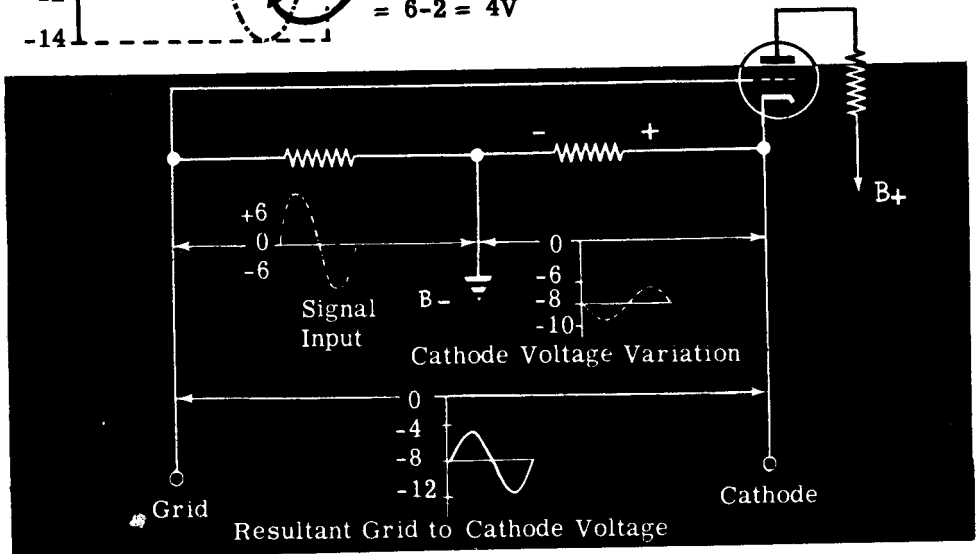 = 6-2 = 4V
-14
B+
- +
+6
0
-6
Signal
Input
B-
0
-6
-8
-10
Cathode Voltage Variation
0
-4
-8
-12
Grid
Cathode
Resultant Grid to Cathode Voltage